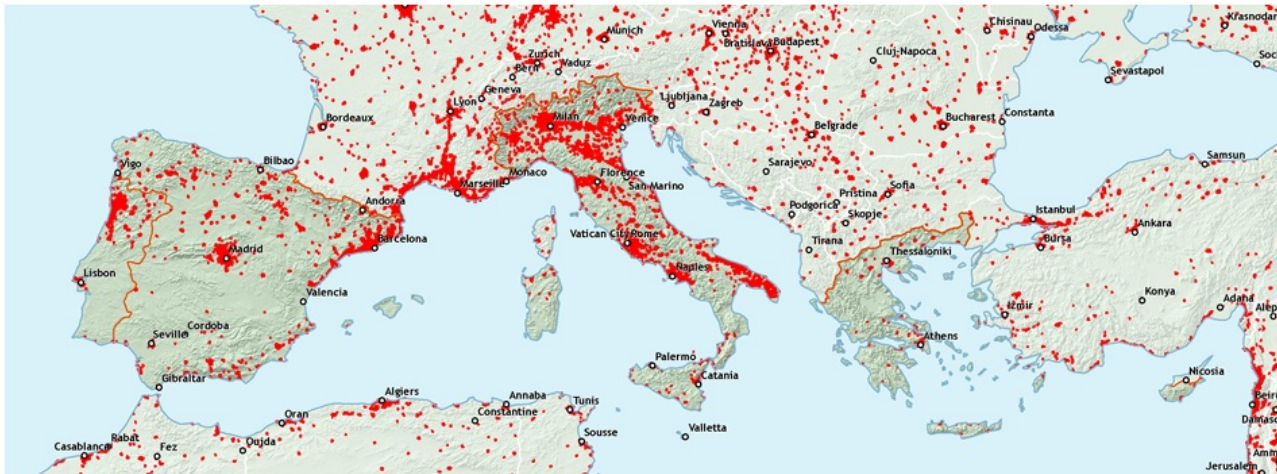 Krasnodar
Chisinau
Odessa
Vienna
Munich
Bratislava
Budapest
Zurich
Cluj-Napoca
Vaduz
Bern
Sevastapol
Geneva
Lyon
Ljubljana
Zagreb
Constanta
Milan
Venice
Bordeaux
Bucharest
Belgrade
Bilbao
Vigo
Sarajevo
Samsun
Florence
Monaco
Marseille
San Marino
Pristina
Sofia
Andorra
Podgorica
Skopje
Istanbul
Ankara
Vatican City
Rome
Barcelona
Madrid
Tirana
Bursa
Thessaloniki
Lisbon
Naples
Valencia
Konya
Adana
Izmir
Cordoba
Seville
Athens
Palermo
Catania
Nicosia
Gibraltar
Algiers
Annaba
Tunis
Oran
Constantine
Valletta
Sousse
Casablanca
Rabat
Fez
Oujda
Jerusalem